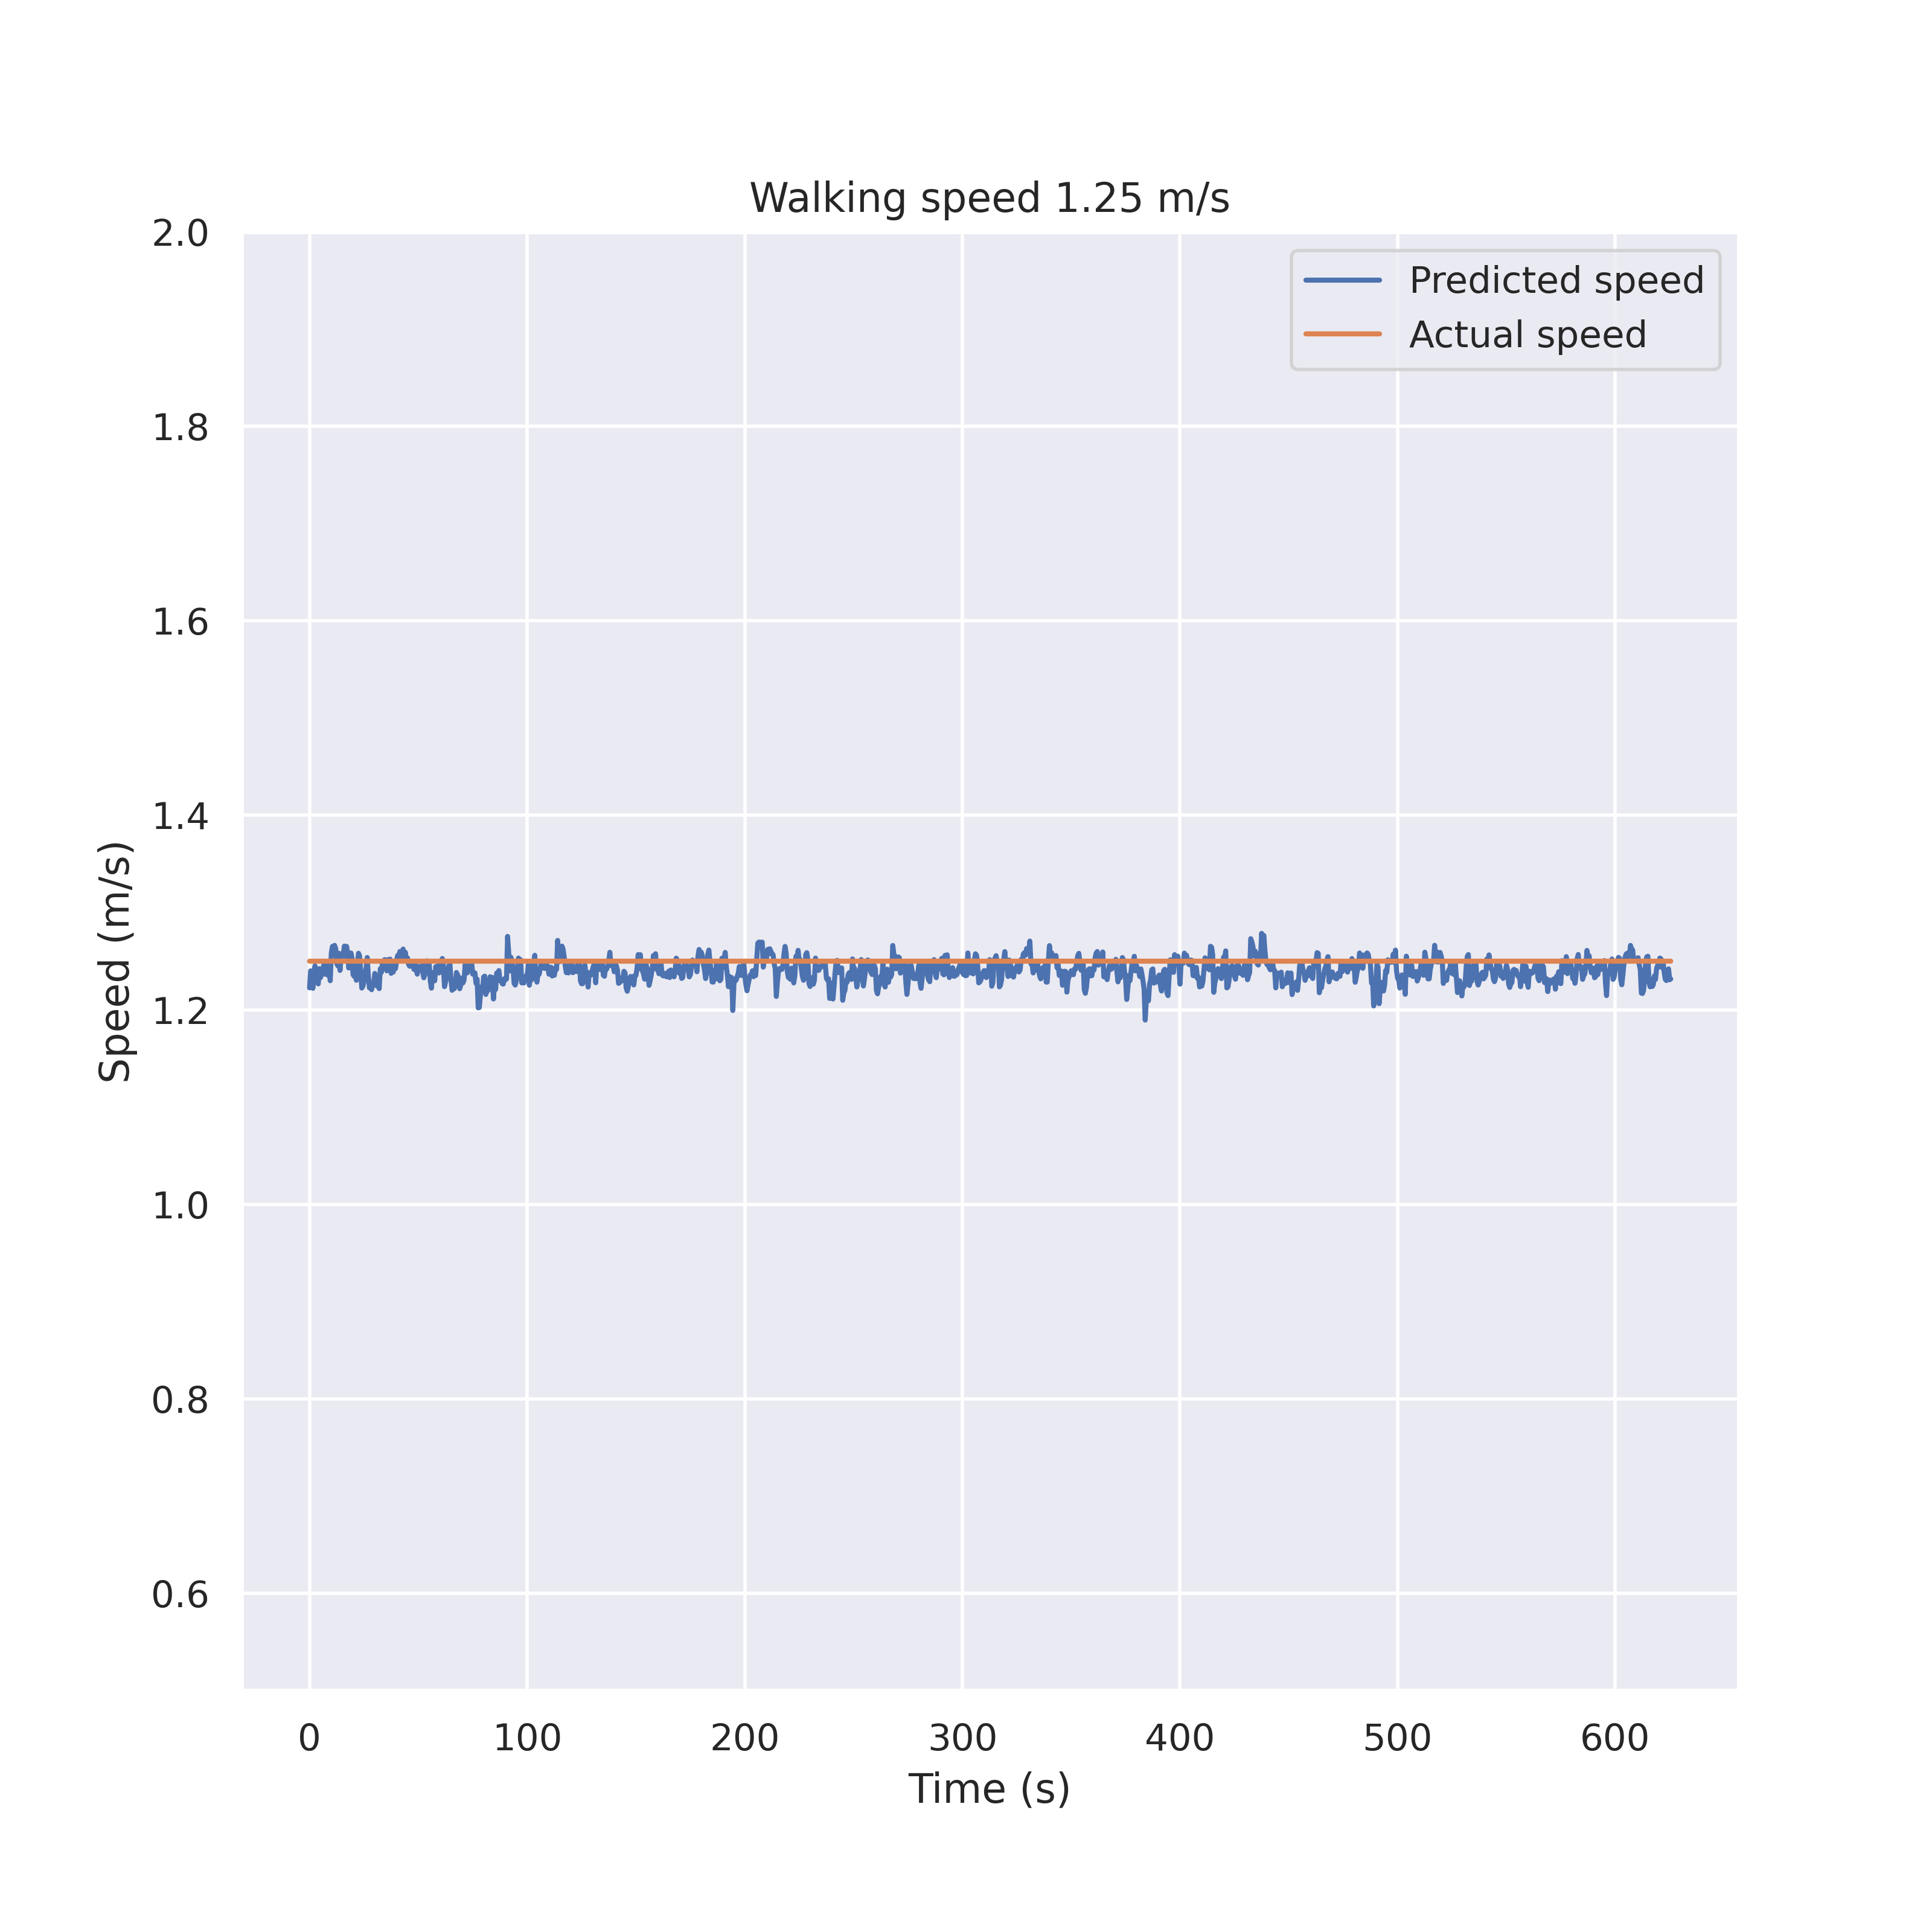 Walking speed 1.25 m/s
Predicted speed
Actual speed
2.0
1.8
1.6
1.4
1.2
1.0
0.8
0.6
Speed (m/s)
0 100 200 300 400 500 600
Time (s)